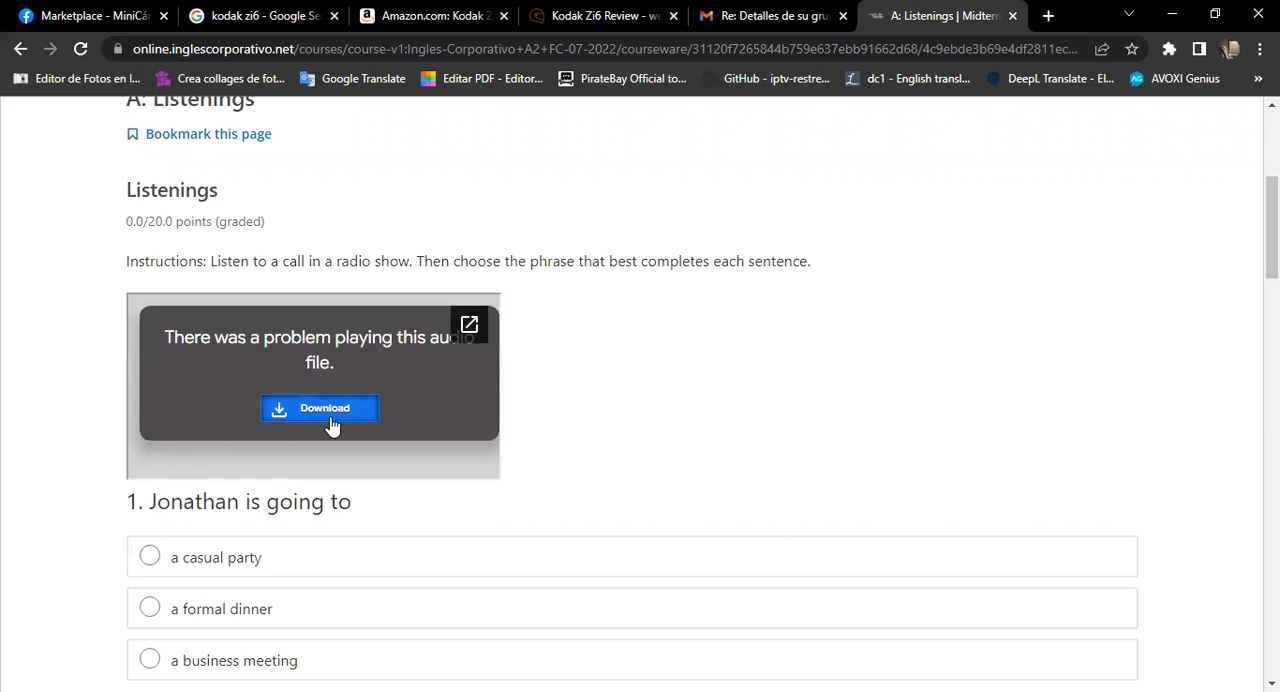 Marketplace - MiniCár
kodak zi6 - Google Se
Amazon.com: Kodak Z
Kodak Zi6 Review - we
Re: Detalles de su gru
A: Listenings | Midterm
online.inglescorporativo.net/courses/course-v1:Ingles-Corporativo+A2+FC-07-2022/courseware/31120f7265844b759e637ebb91662d68/4c9ebde3b69e4df2811ec...
Editor de Fotos en l...
Crea collages de fot...
Google Translate
Editar PDF - Editor...
PirateBay Official to...
GitHub - iptv-restre...
dc1 - English transl...
DeepL Translate - El...
AVOXI Genius
»
A: Listenings
Bookmark this page
Listenings
0.0/20.0 points (graded)
Instructions: Listen to a call in a radio show. Then choose the phrase that best completes each sentence.
There was a problem playing this audio
file.
Download
1. Jonathan is going to
a casual party
a formal dinner
a business meeting